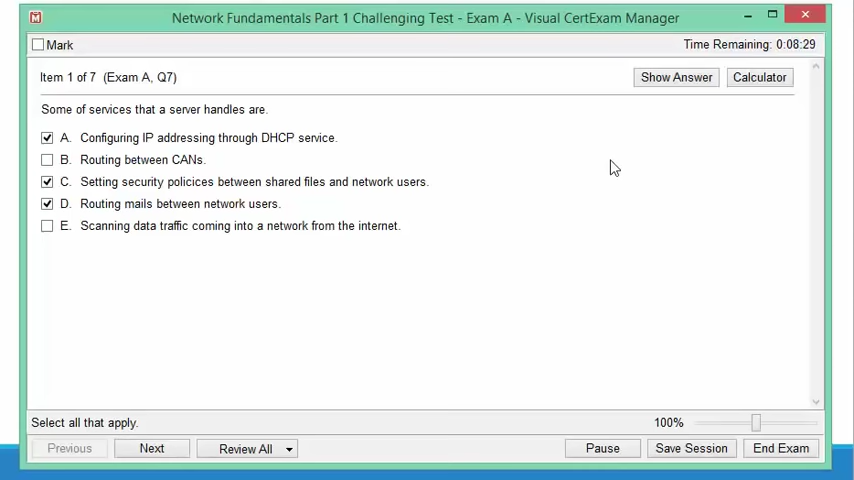 Network Fundamentals Part 1 Challenging Test - Exam A - Visual CertExam Manager
Mark
Time Remaining: 0:08:29
Item 1 of 7 (Exam A, Q7)
Show Answer
Calculator
Some of services that a server handles are.
A. Configuring IP addressing through DHCP service.
B. Routing between CANs.
C. Setting security policices between shared files and network users.
D. Routing mails between network users.
E. Scanning data traffic coming into a network from the internet.
Select all that apply.
100%
Previous
Next
Review All
Pause
Save Session
End Exam